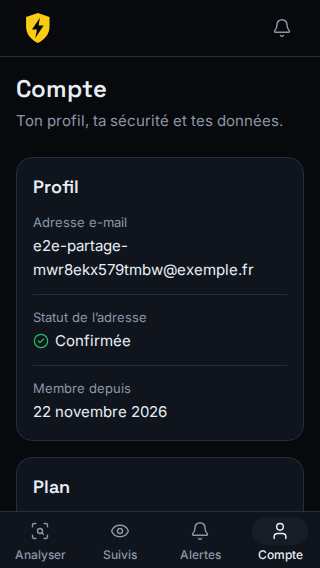 Compte
Ton profil, ta sécurité et tes données.
Profil
Adresse e-mail
e2e-partage-
mwr8ekx579tmbw@exemple.fr
Statut de l'adresse
Confirmée
Membre depuis
22 novembre 2026
Plan
Analyser
Suivis
Alertes
Compte